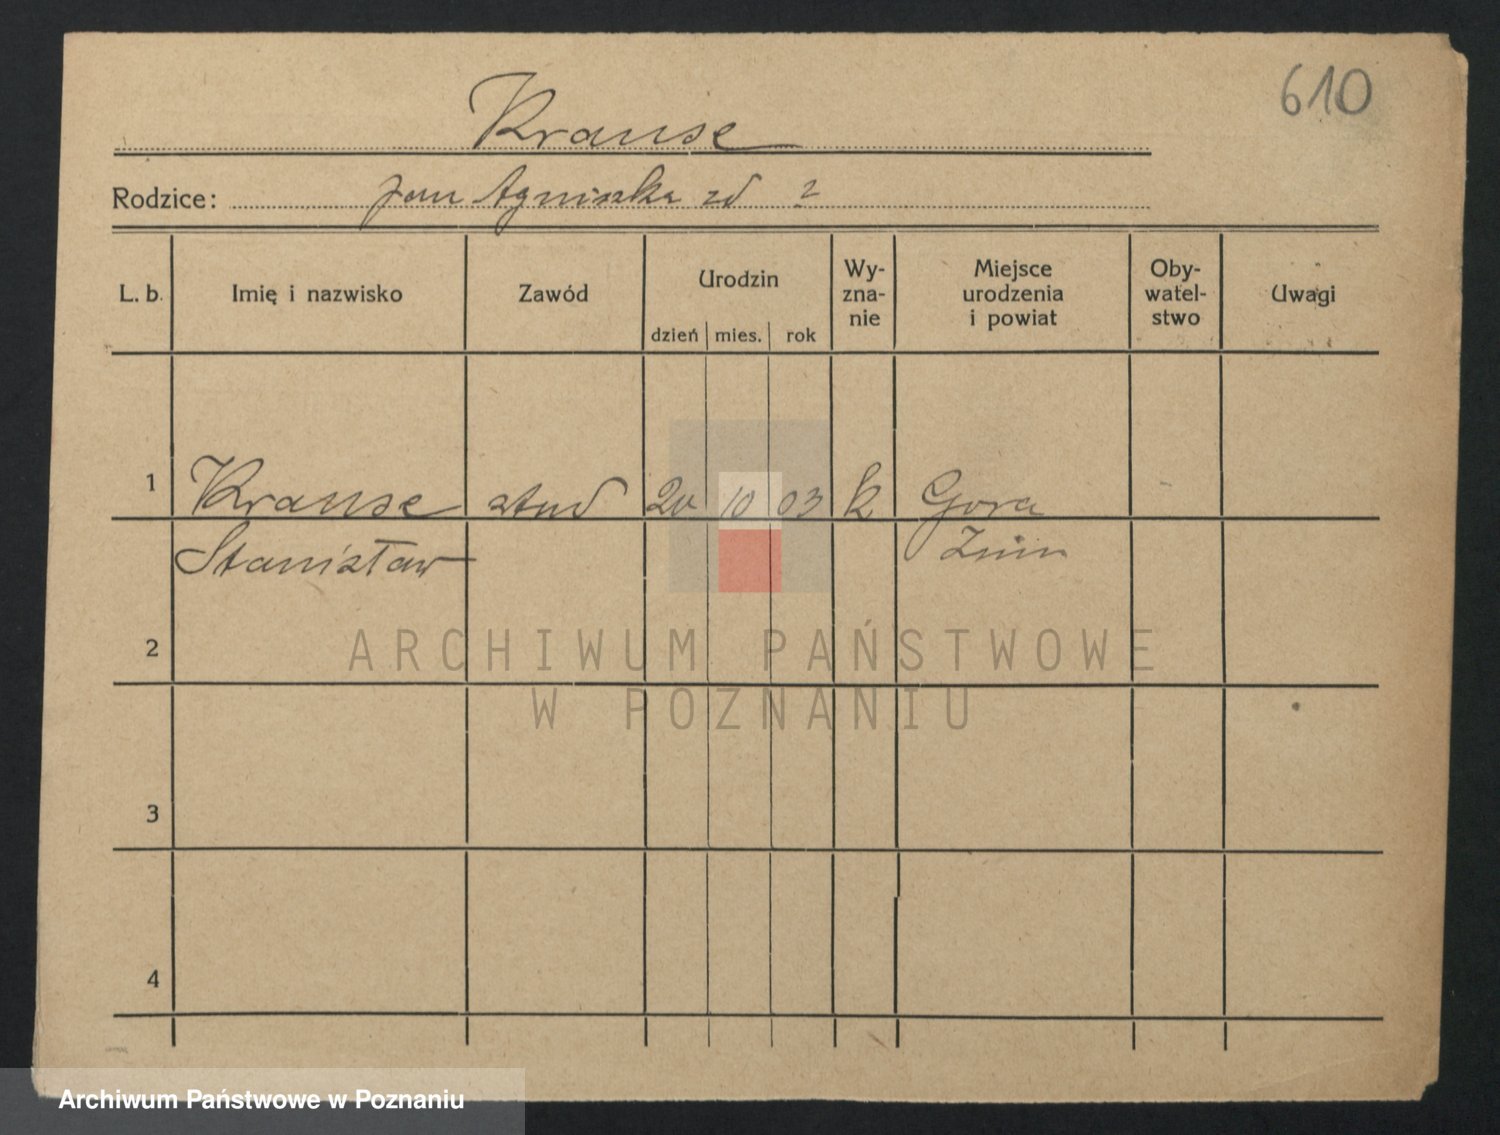 610
Krause
Rodzice: Jan Agnieszka zd ?
L. b. Imię i nazwisko Zawód Urodzin dzień mies. rok Wy-zna-nie Miejsce urodzenia i powiat Oby-watel-stwo Uwagi
1 Krause stud 20 10 03 k Gora
Stanisław Znin
2
ARCHIWUM PAŃSTWOWE
W POZNANIU
3
4
Archiwum Państwowe w Poznaniu